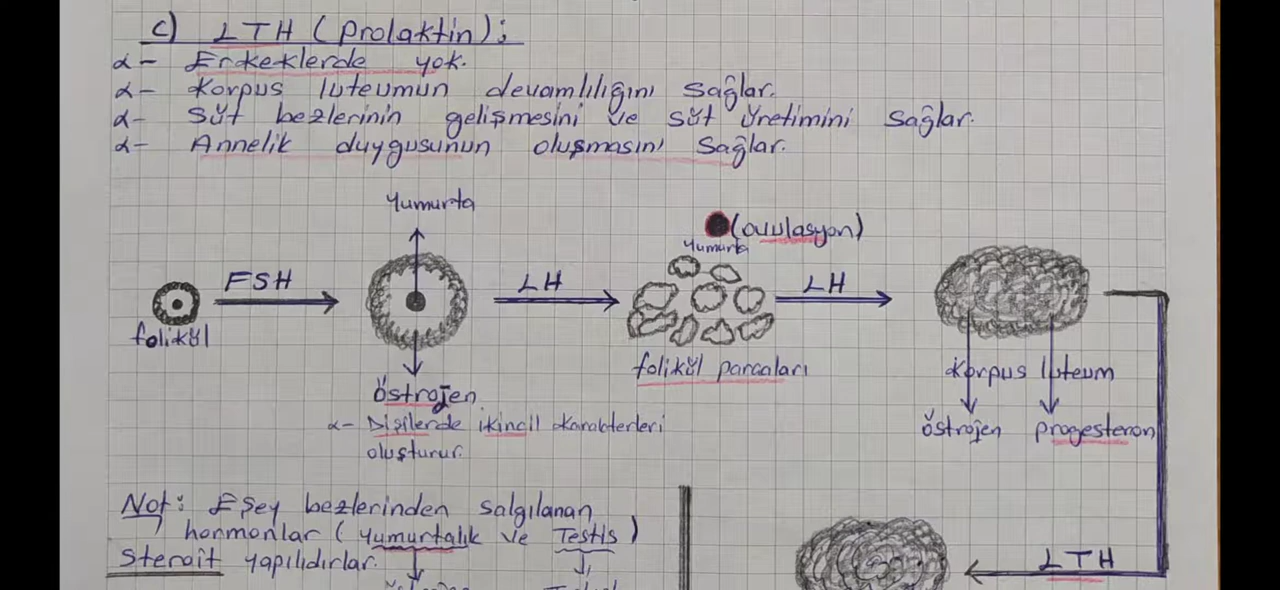 c) LTH (prolaktin):
α- Erkeklerde yok.
α- Korpus luteumun devamlılığını sağlar.
α- Süt bezlerinin gelişmesini ve süt üretimini sağlar.
α- Annelik duygusunun oluşmasını sağlar.
Yumurta
(ovulasyon)
Yumurta
FSH
LH
LH
folikül
folikül parçaları
Korpus luteum
östrojen
α- Dişilerde ikincil karakterleri
oluşturur.
östrojen progesteron
Not: Eşey bezlerinden salgılanan
hormonlar (yumurtalık ve Testis)
steroit yapılıdırlar.
LTH